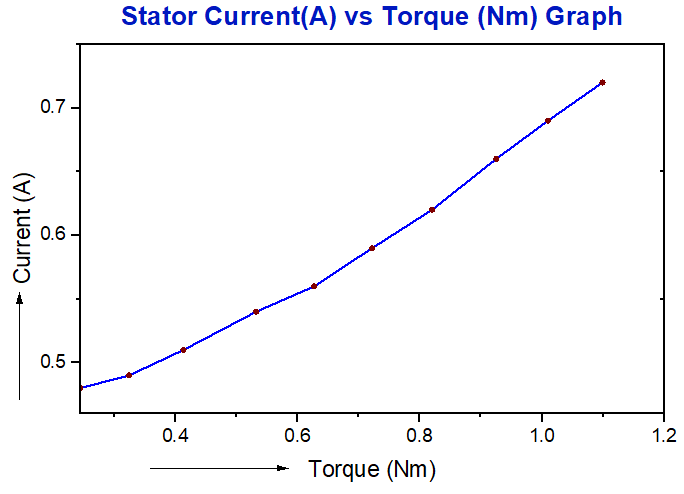 Stator Current(A) vs Torque (Nm) Graph
0.7
0.6
0.5
Current (A)
0.4 0.6 0.8 1.0 1.2
Torque (Nm)